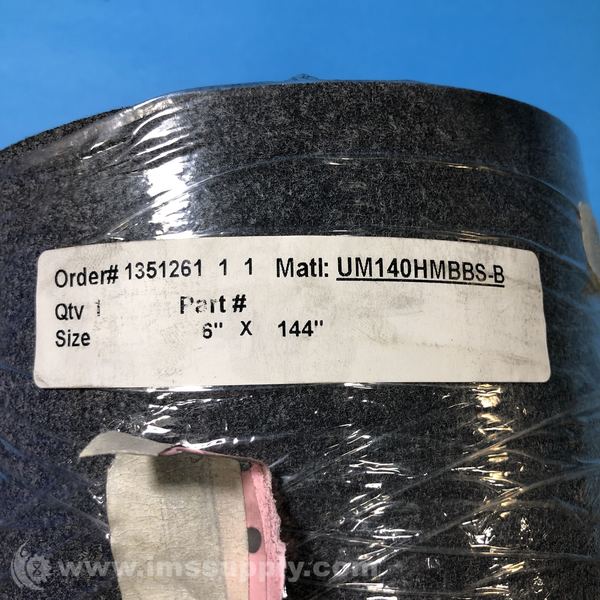 Order# 1351261 1 1 Matl: UM140HMBBS-B
Qty 1 Part #
Size 6" X 144"
www.imssupply.com